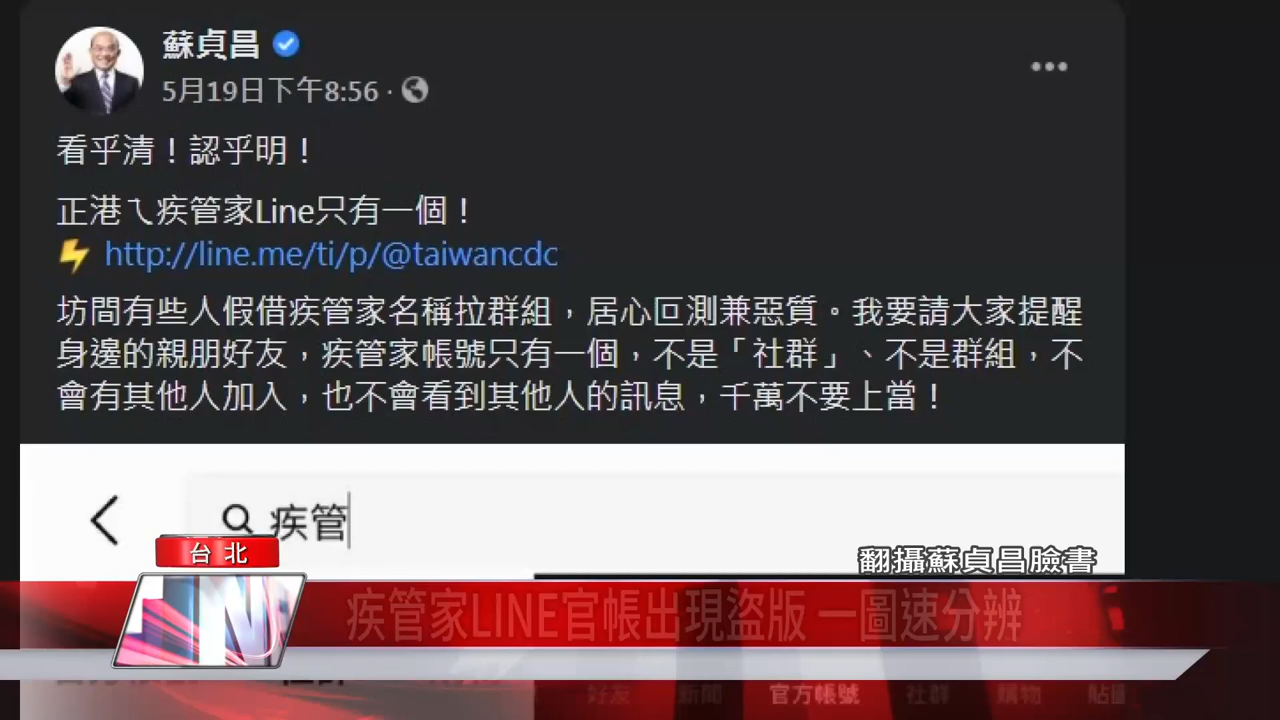 蘇貞昌
5月19日下午8:56 ·
看乎清！認乎明！
正港ㄟ疾管家Line只有一個！
⚡ http://line.me/ti/p/@taiwancdc
坊間有些人假借疾管家名稱拉群組，居心叵測兼惡質。我要請大家提醒
身邊的親朋好友，疾管家帳號只有一個，不是「社群」、不是群組，不
會有其他人加入，也不會看到其他人的訊息，千萬不要上當！
疾管
台北
翻攝蘇貞昌臉書
疾管家LINE官帳出現盜版 一圖速分辨
好友 新聞 官方帳號 社群 購物 貼圖